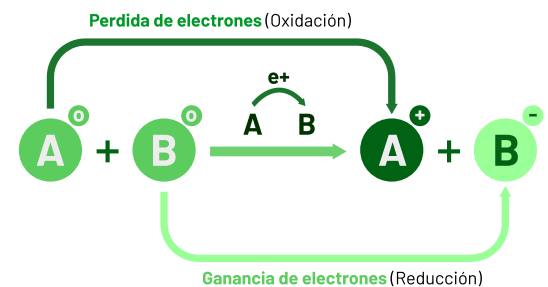 Perdida de electrones (Oxidación)
e+
A B
A o + B o A + + B -
Ganancia de electrones (Reducción)